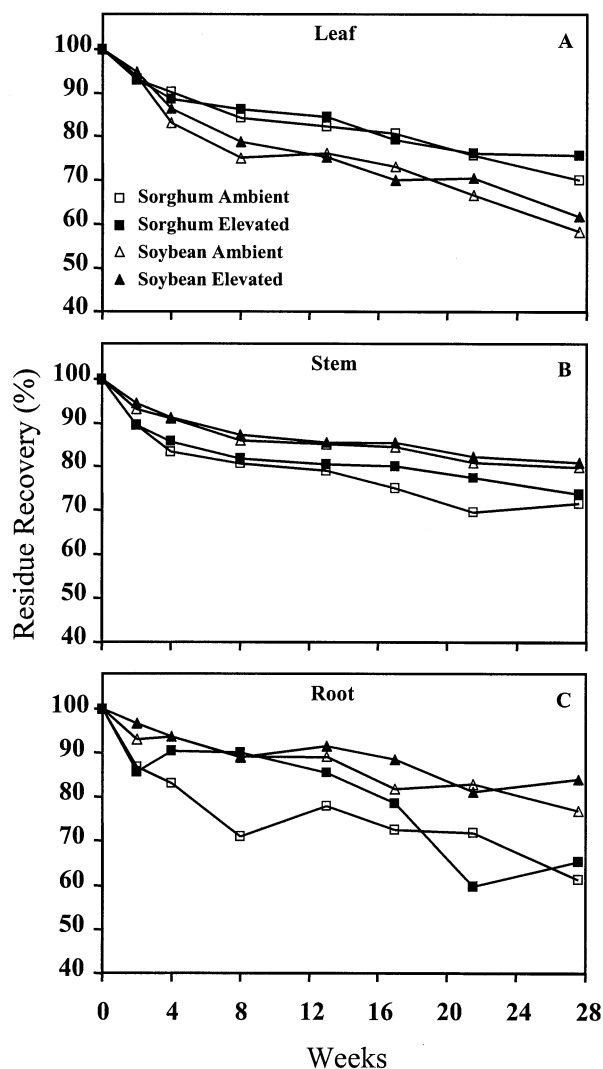 Leaf
A
100
90
80
70
60
50
40
Sorghum Ambient
Sorghum Elevated
Soybean Ambient
Soybean Elevated
Stem
B
100
90
80
70
60
50
40
Root
C
100
90
80
70
60
50
40
0 4 8 12 16 20 24 28
Residue Recovery (%)
Weeks